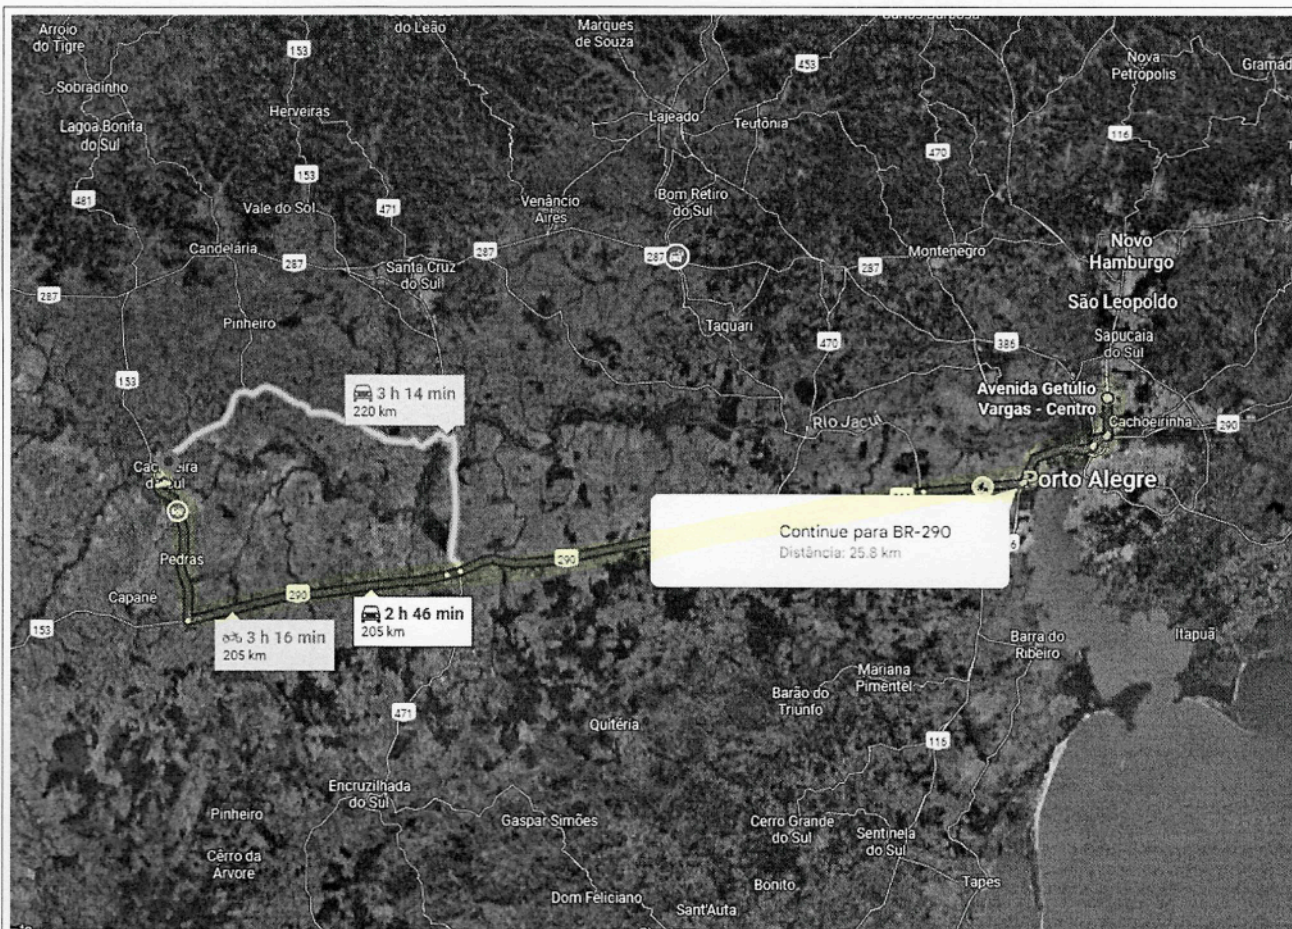 Arroio
do Tigre
153
do Leão
Marques
de Souza
453
Nova
Petrópolis
Gramad
Sobradinho
Herveiras
Lajeado
Teutônia
116
Lagoa Bonita
do Sul
470
153
481
Vale do Sol
471
Venâncio
Aires
Bom Retiro
do Sul
Candelária
287
287
287
Montenegro
Novo
Hamburgo
287
Santa Cruz
do Sul
287
São Leopoldo
Pinheiro
Taquari
470
386
Sapucaia
do Sul
153
3 h 14 min
220 km
Avenida Getúlio
Vargas - Centro
Rio Jacuí
Cachoeirinha
290
Porto Alegre
Continue para BR-290
Distância: 25.8 km
6
Pedras
290
290
Capané
2 h 46 min
205 km
153
3 h 16 min
205 km
Barra do
Ribeiro
Itapuã
Mariana
Pimentel
Barão do
Triunfo
471
Quitéria
116
Encruzilhada
do Sul
Pinheiro
Gaspar Simões
Cerro Grande
do Sul
Sentinela
do Sul
Cêrro da
Árvore
Bonito
Tapes
Dom Feliciano
Sant'Auta